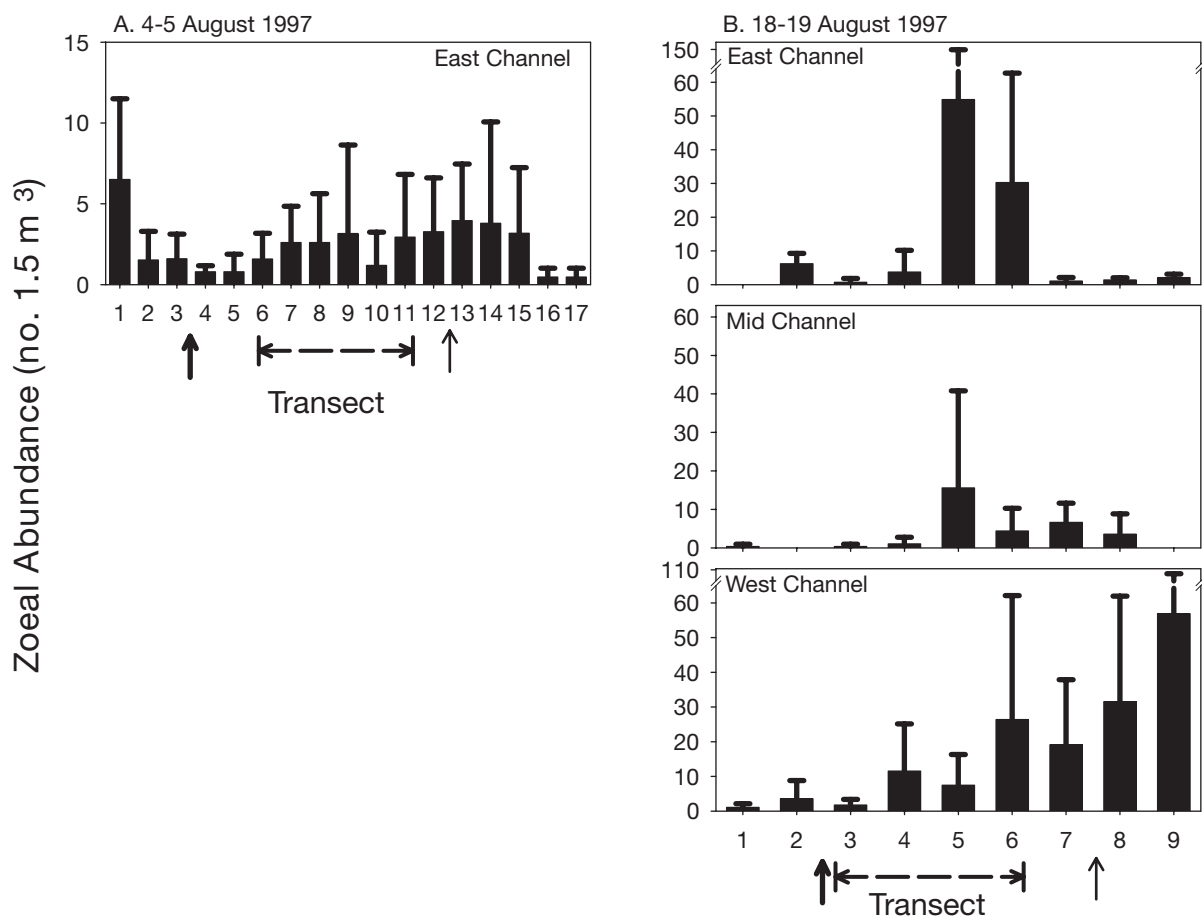 Zoeal Abundance (no. 1.5 m 3)
A. 4-5 August 1997
East Channel
15
10
5
0
1 2 3 4 5 6 7 8 9 10 11 12 13 14 15 16 17
Transect
B. 18-19 August 1997
East Channel
150
60
50
40
30
20
10
0
Mid Channel
60
50
40
30
20
10
0
West Channel
110
60
50
40
30
20
10
0
1 2 3 4 5 6 7 8 9
Transect